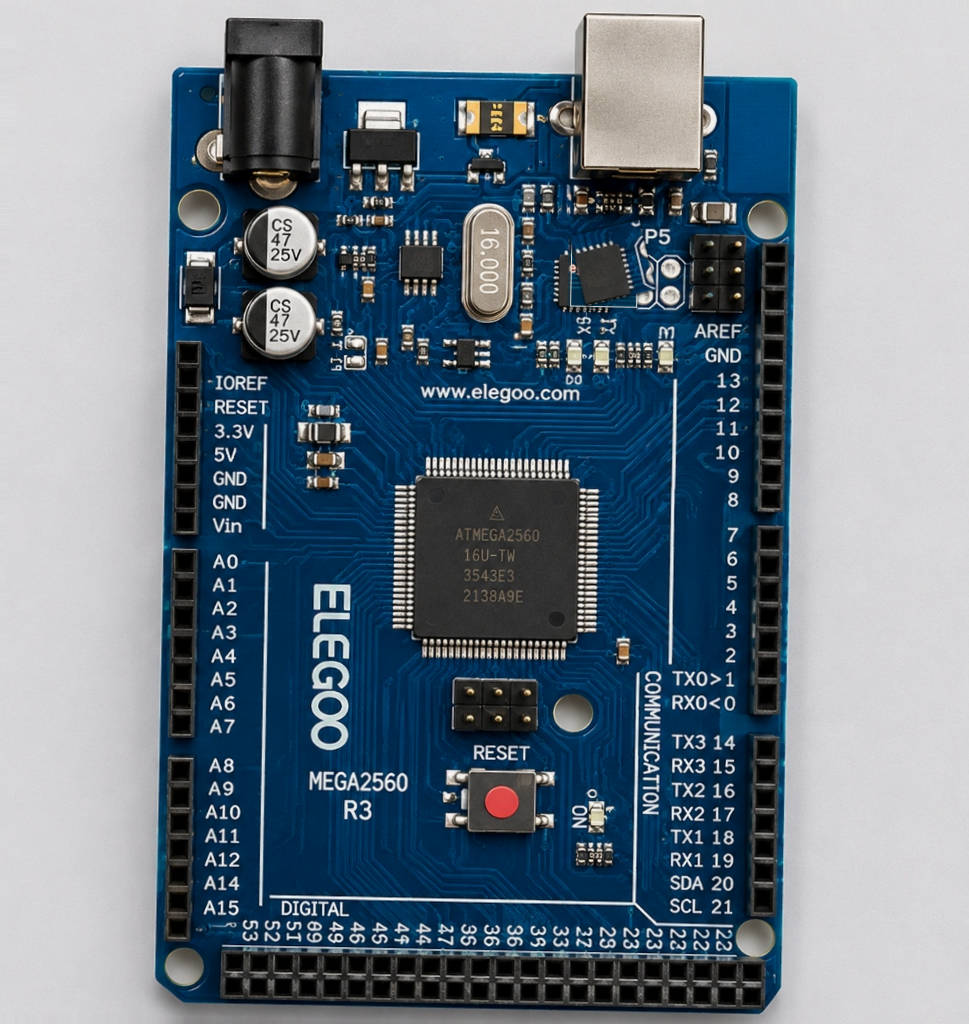 CS
47
25V
16.000
P5
CS
47
25V
AREF
IOREF
GND
RESET
13
3.3V
12
5V
11
GND
10
GND
9
Vin
8
www.elegoo.com
ATMEGA2560
16U-TW
3543E3
2138A9E
7
A0
6
A1
5
A2
4
A3
3
A4
2
A5
TX0>1
A6
RX0<0
A7
ELEGOO
COMMUNICATION
RESET
TX3 14
A8
RX3 15
A9
TX2 16
MEGA2560
R3
A10
RX2 17
A11
TX1 18
ON
A12
RX1 19
A14
SDA 20
A15
SCL 21
DIGITAL
53
52
51